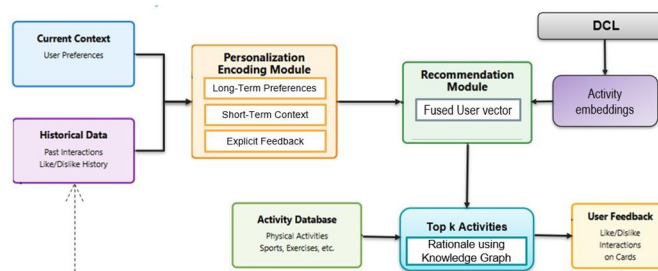 Current Context
User Preferences
Historical Data
Past Interactions
Like/Dislike History
Personalization
Encoding Module
Long-Term Preferences
Short-Term Context
Explicit Feedback
Recommendation
Module
Fused User vector
DCL
Activity
embeddings
Activity Database
Physical Activities
Sports, Exercises, etc.
Top k Activities
Rationale using
Knowledge Graph
User Feedback
Like/Dislike
Interactions
on Cards